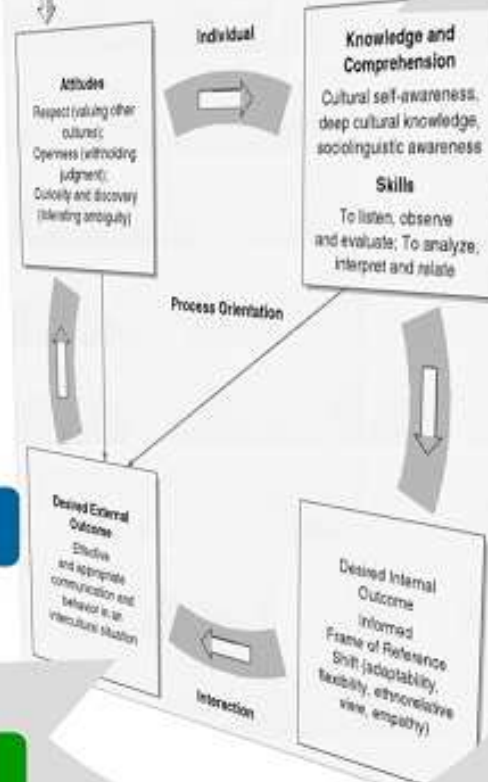 Individual
Attitudes
Respect (valuing other
cultures);
Openness (withholding
judgment);
Curiosity and discovery
(tolerating ambiguity)
Knowledge and
Comprehension
Cultural self-awareness,
deep cultural knowledge,
sociolinguistic awareness
Skills
To listen, observe
and evaluate; To analyze,
interpret and relate
Process Orientation
Desired External
Outcome
Effective
and appropriate
communication and
behavior in an
intercultural situation
Desired Internal
Outcome
Informed
Frame of Reference
Shift (adaptability,
flexibility, ethnorelative
view, empathy)
Interaction